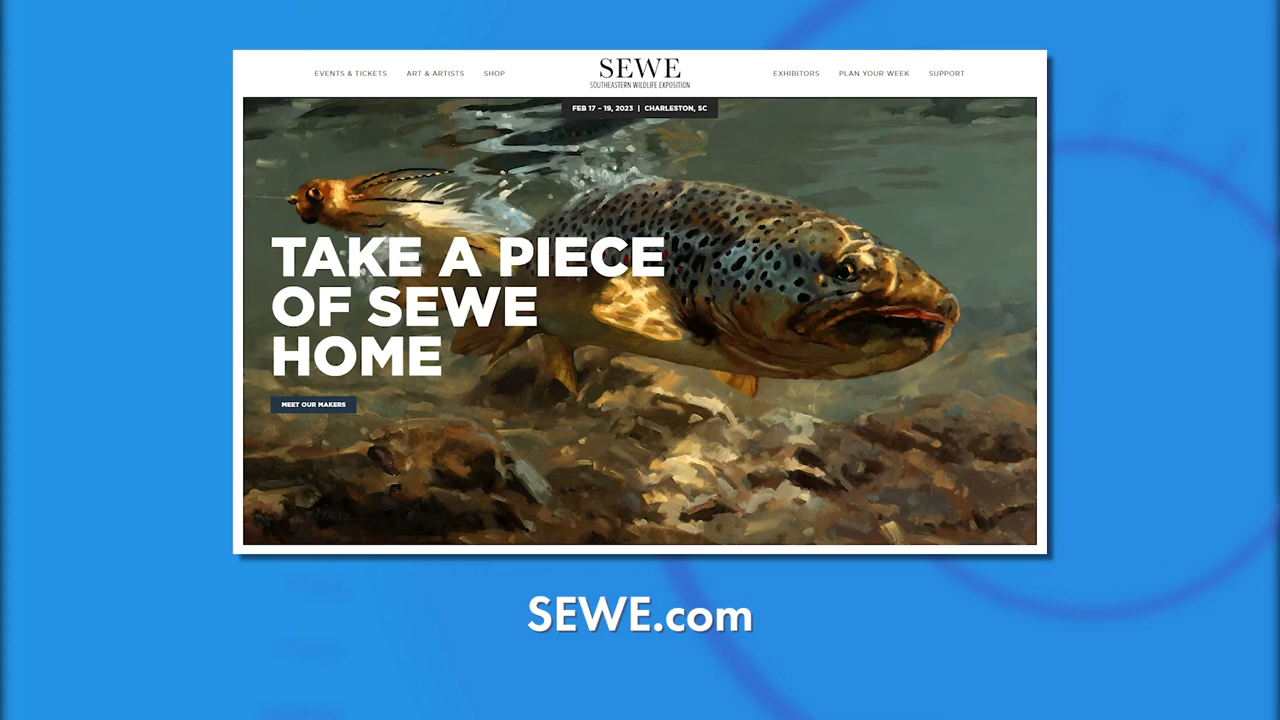 EVENTS & TICKETS ART & ARTISTS SHOP
SEWE
SOUTHEASTERN WILDLIFE EXPOSITION
EXHIBITORS PLAN YOUR WEEK SUPPORT
FEB 17 – 19, 2023 | CHARLESTON, SC
TAKE A PIECE
OF SEWE
HOME
MEET OUR MAKERS
SEWE.com